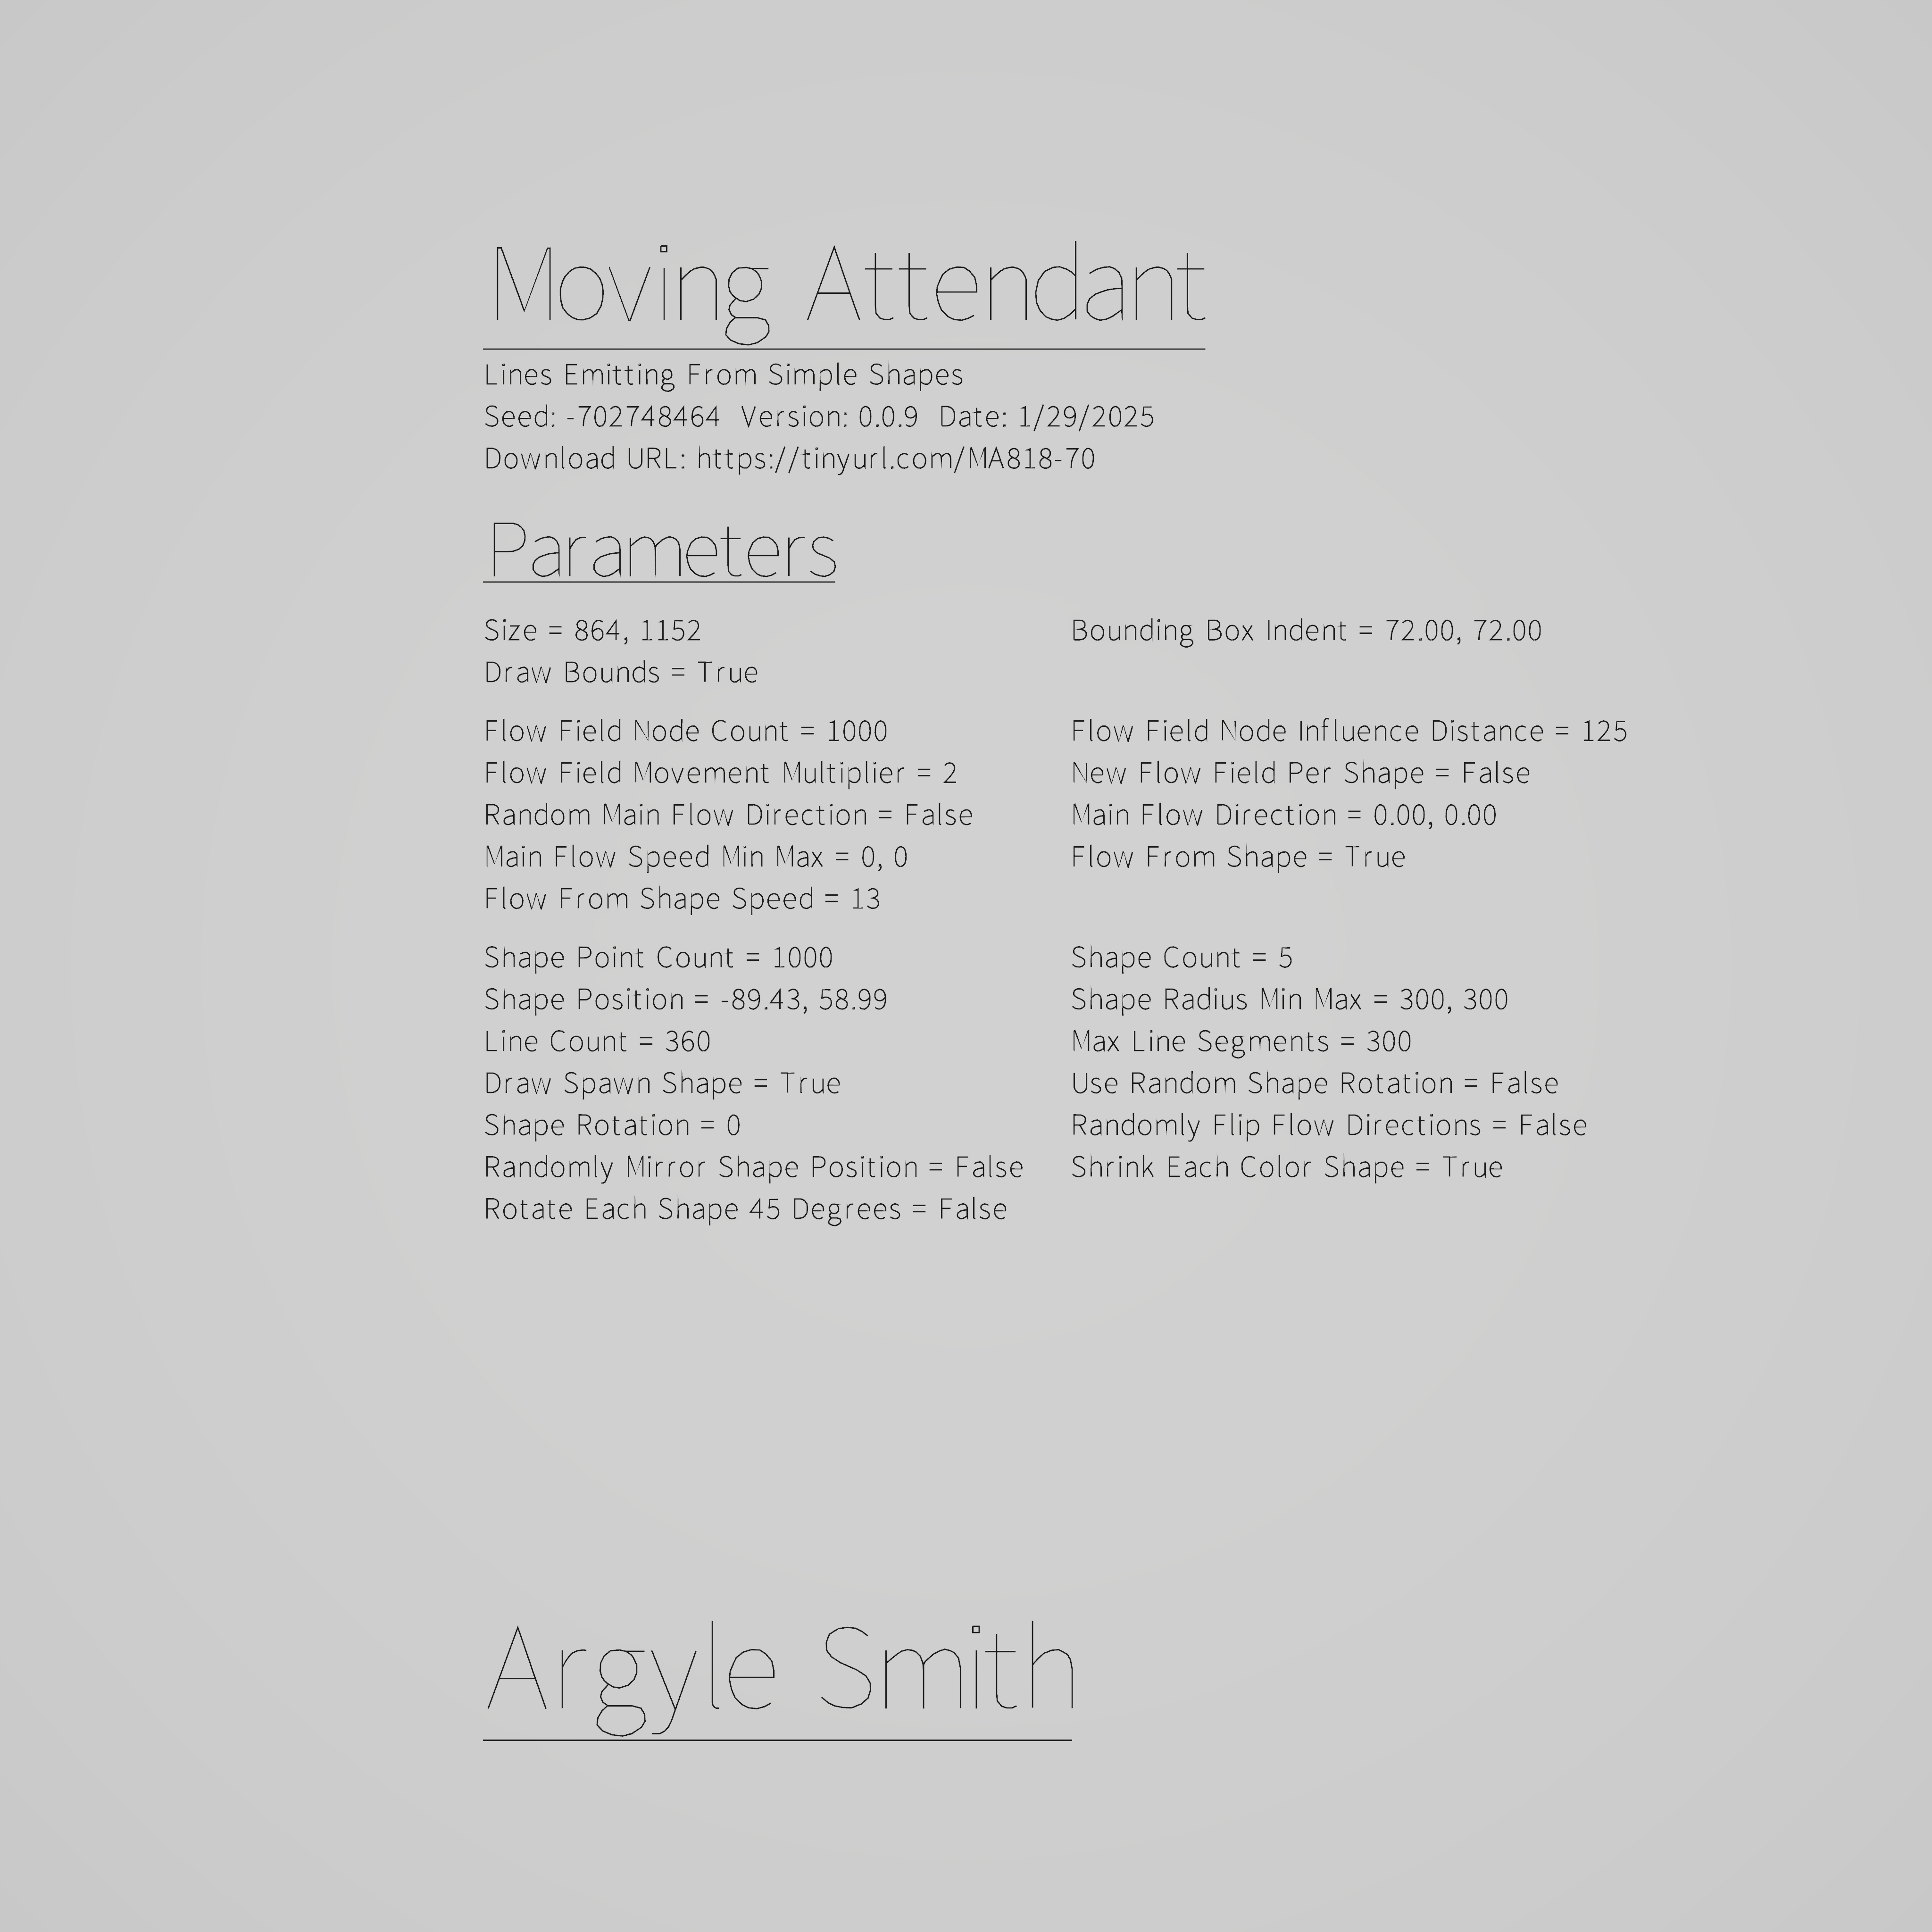 Moving Attendant
Lines Emitting From Simple Shapes
Seed: -702748464 Version: 0.0.9 Date: 1/29/2025
Download URL: https://tinyurl.com/MA818-70
Parameters
Size = 864, 1152 Bounding Box Indent = 72.00, 72.00
Draw Bounds = True
Flow Field Node Count = 1000 Flow Field Node Influence Distance = 125
Flow Field Movement Multiplier = 2 New Flow Field Per Shape = False
Random Main Flow Direction = False Main Flow Direction = 0.00, 0.00
Main Flow Speed Min Max = 0, 0 Flow From Shape = True
Flow From Shape Speed = 13
Shape Point Count = 1000 Shape Count = 5
Shape Position = -89.43, 58.99 Shape Radius Min Max = 300, 300
Line Count = 360 Max Line Segments = 300
Draw Spawn Shape = True Use Random Shape Rotation = False
Shape Rotation = 0 Randomly Flip Flow Directions = False
Randomly Mirror Shape Position = False Shrink Each Color Shape = True
Rotate Each Shape 45 Degrees = False
Argyle Smith